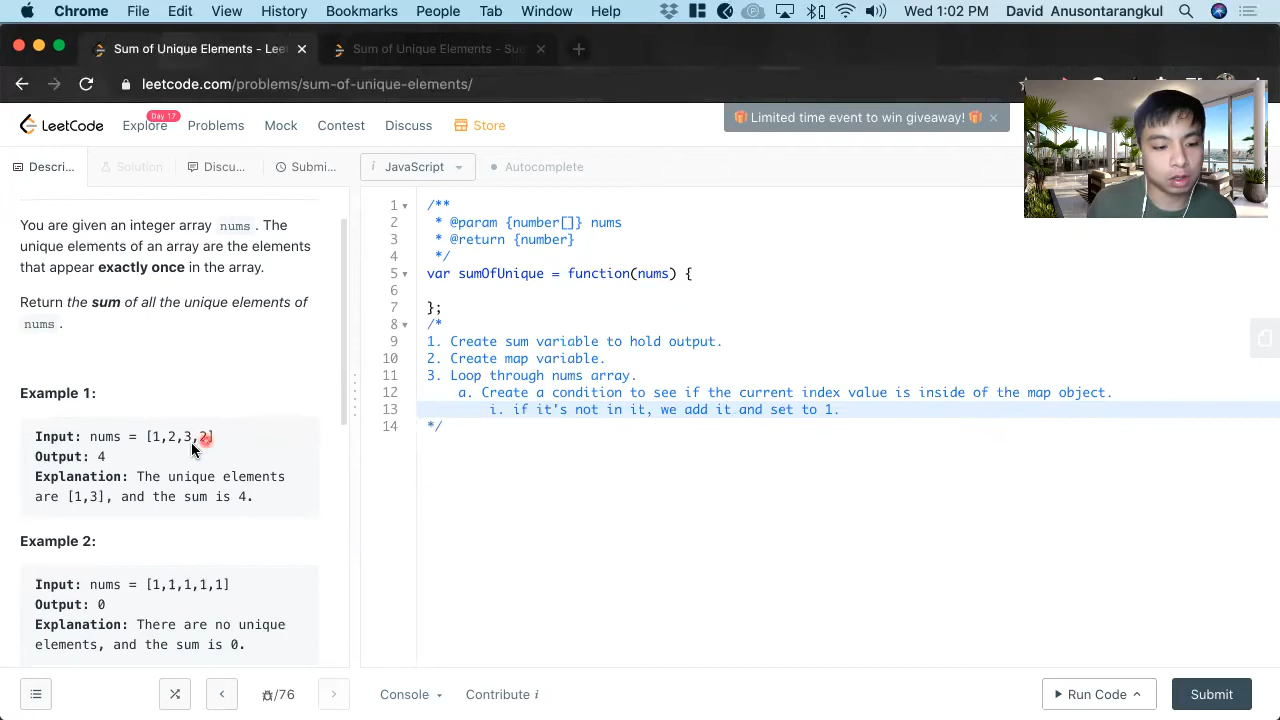 Chrome File Edit View History Bookmarks People Tab Window Help Wed 1:02 PM David Anusontarangkul
Sum of Unique Elements - Lee × Sum of Unique Elements - Su × +
leetcode.com/problems/sum-of-unique-elements/
LeetCode Explore Day 17 Problems Mock Contest Discuss Store
Limited time event to win giveaway! ×
Descri... Solution Discu... Submi... i JavaScript Autocomplete
You are given an integer array nums . The
unique elements of an array are the elements
that appear exactly once in the array.
Return the sum of all the unique elements of
nums .
Example 1:
Input: nums = [1,2,3,2]
Output: 4
Explanation: The unique elements
are [1,3], and the sum is 4.
Example 2:
Input: nums = [1,1,1,1,1]
Output: 0
Explanation: There are no unique
elements, and the sum is 0.
1 /**
2 * @param {number[]} nums
3 * @return {number}
4 */
5 var sumOfUnique = function(nums) {
6
7 };
8 /*
9 1. Create sum variable to hold output.
10 2. Create map variable.
11 3. Loop through nums array.
12 a. Create a condition to see if the current index value is inside of the map object.
13 i. if it's not in it, we add it and set to 1.
14 */
/76 Console Contribute i Run Code Submit